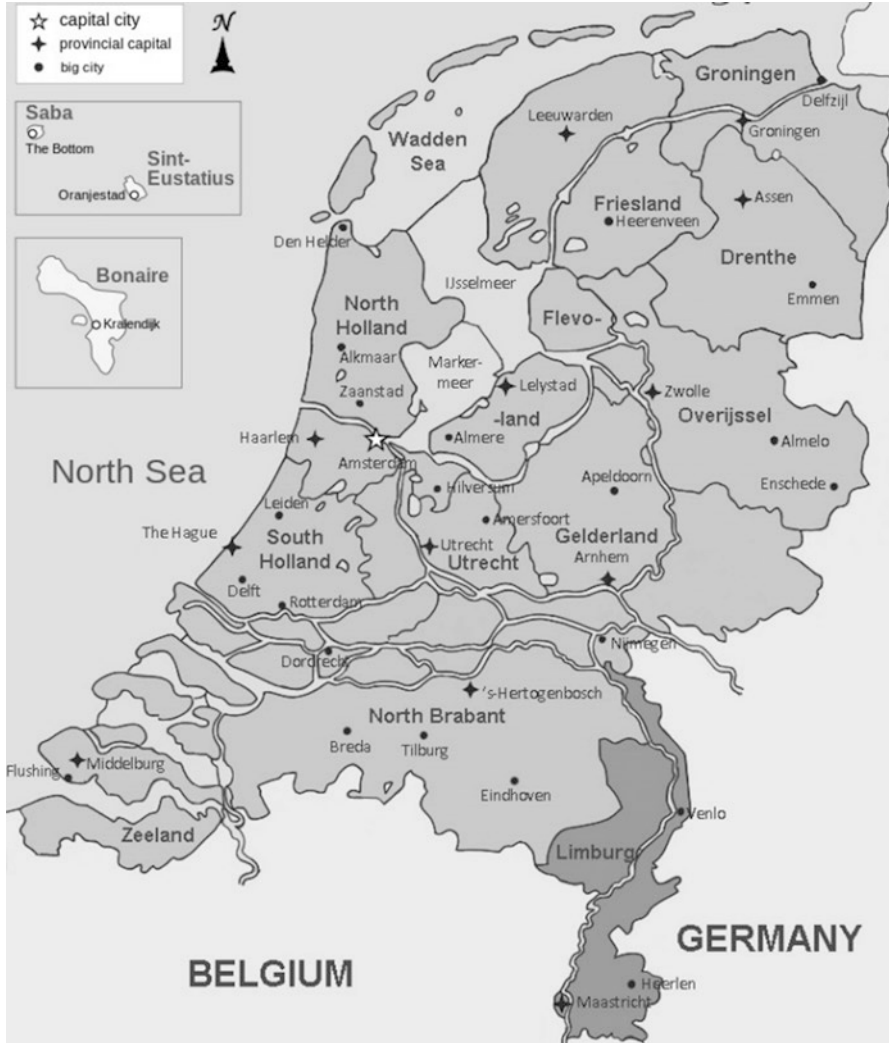 capital city
provincial capital
big city
N
Saba
The Bottom
Sint-
Eustatius
Oranjestad
Bonaire
Kralendijk
Wadden
Sea
Groningen
Delfzijl
Leeuwarden
Groningen
Friesland
Heerenveen
Assen
Drenthe
Emmen
Den Helder
IJsselmeer
North
Holland
Flevo-
Alkmaar
Marker-
meer
Zaanstad
Lelystad
-land
Zwolle
Overijssel
Haarlem
Amsterdam
Almere
Almelo
North Sea
Hilversum
Apeldoorn
Enschede
Leiden
Amersfoort
The Hague
South
Holland
Utrecht
Utrecht
Gelderland
Arnhem
Delft
Rotterdam
Dordrecht
Nijmegen
's-Hertogenbosch
North Brabant
Breda
Tilburg
Middelburg
Flushing
Eindhoven
Venlo
Zeeland
Limburg
GERMANY
BELGIUM
Heerlen
Maastricht